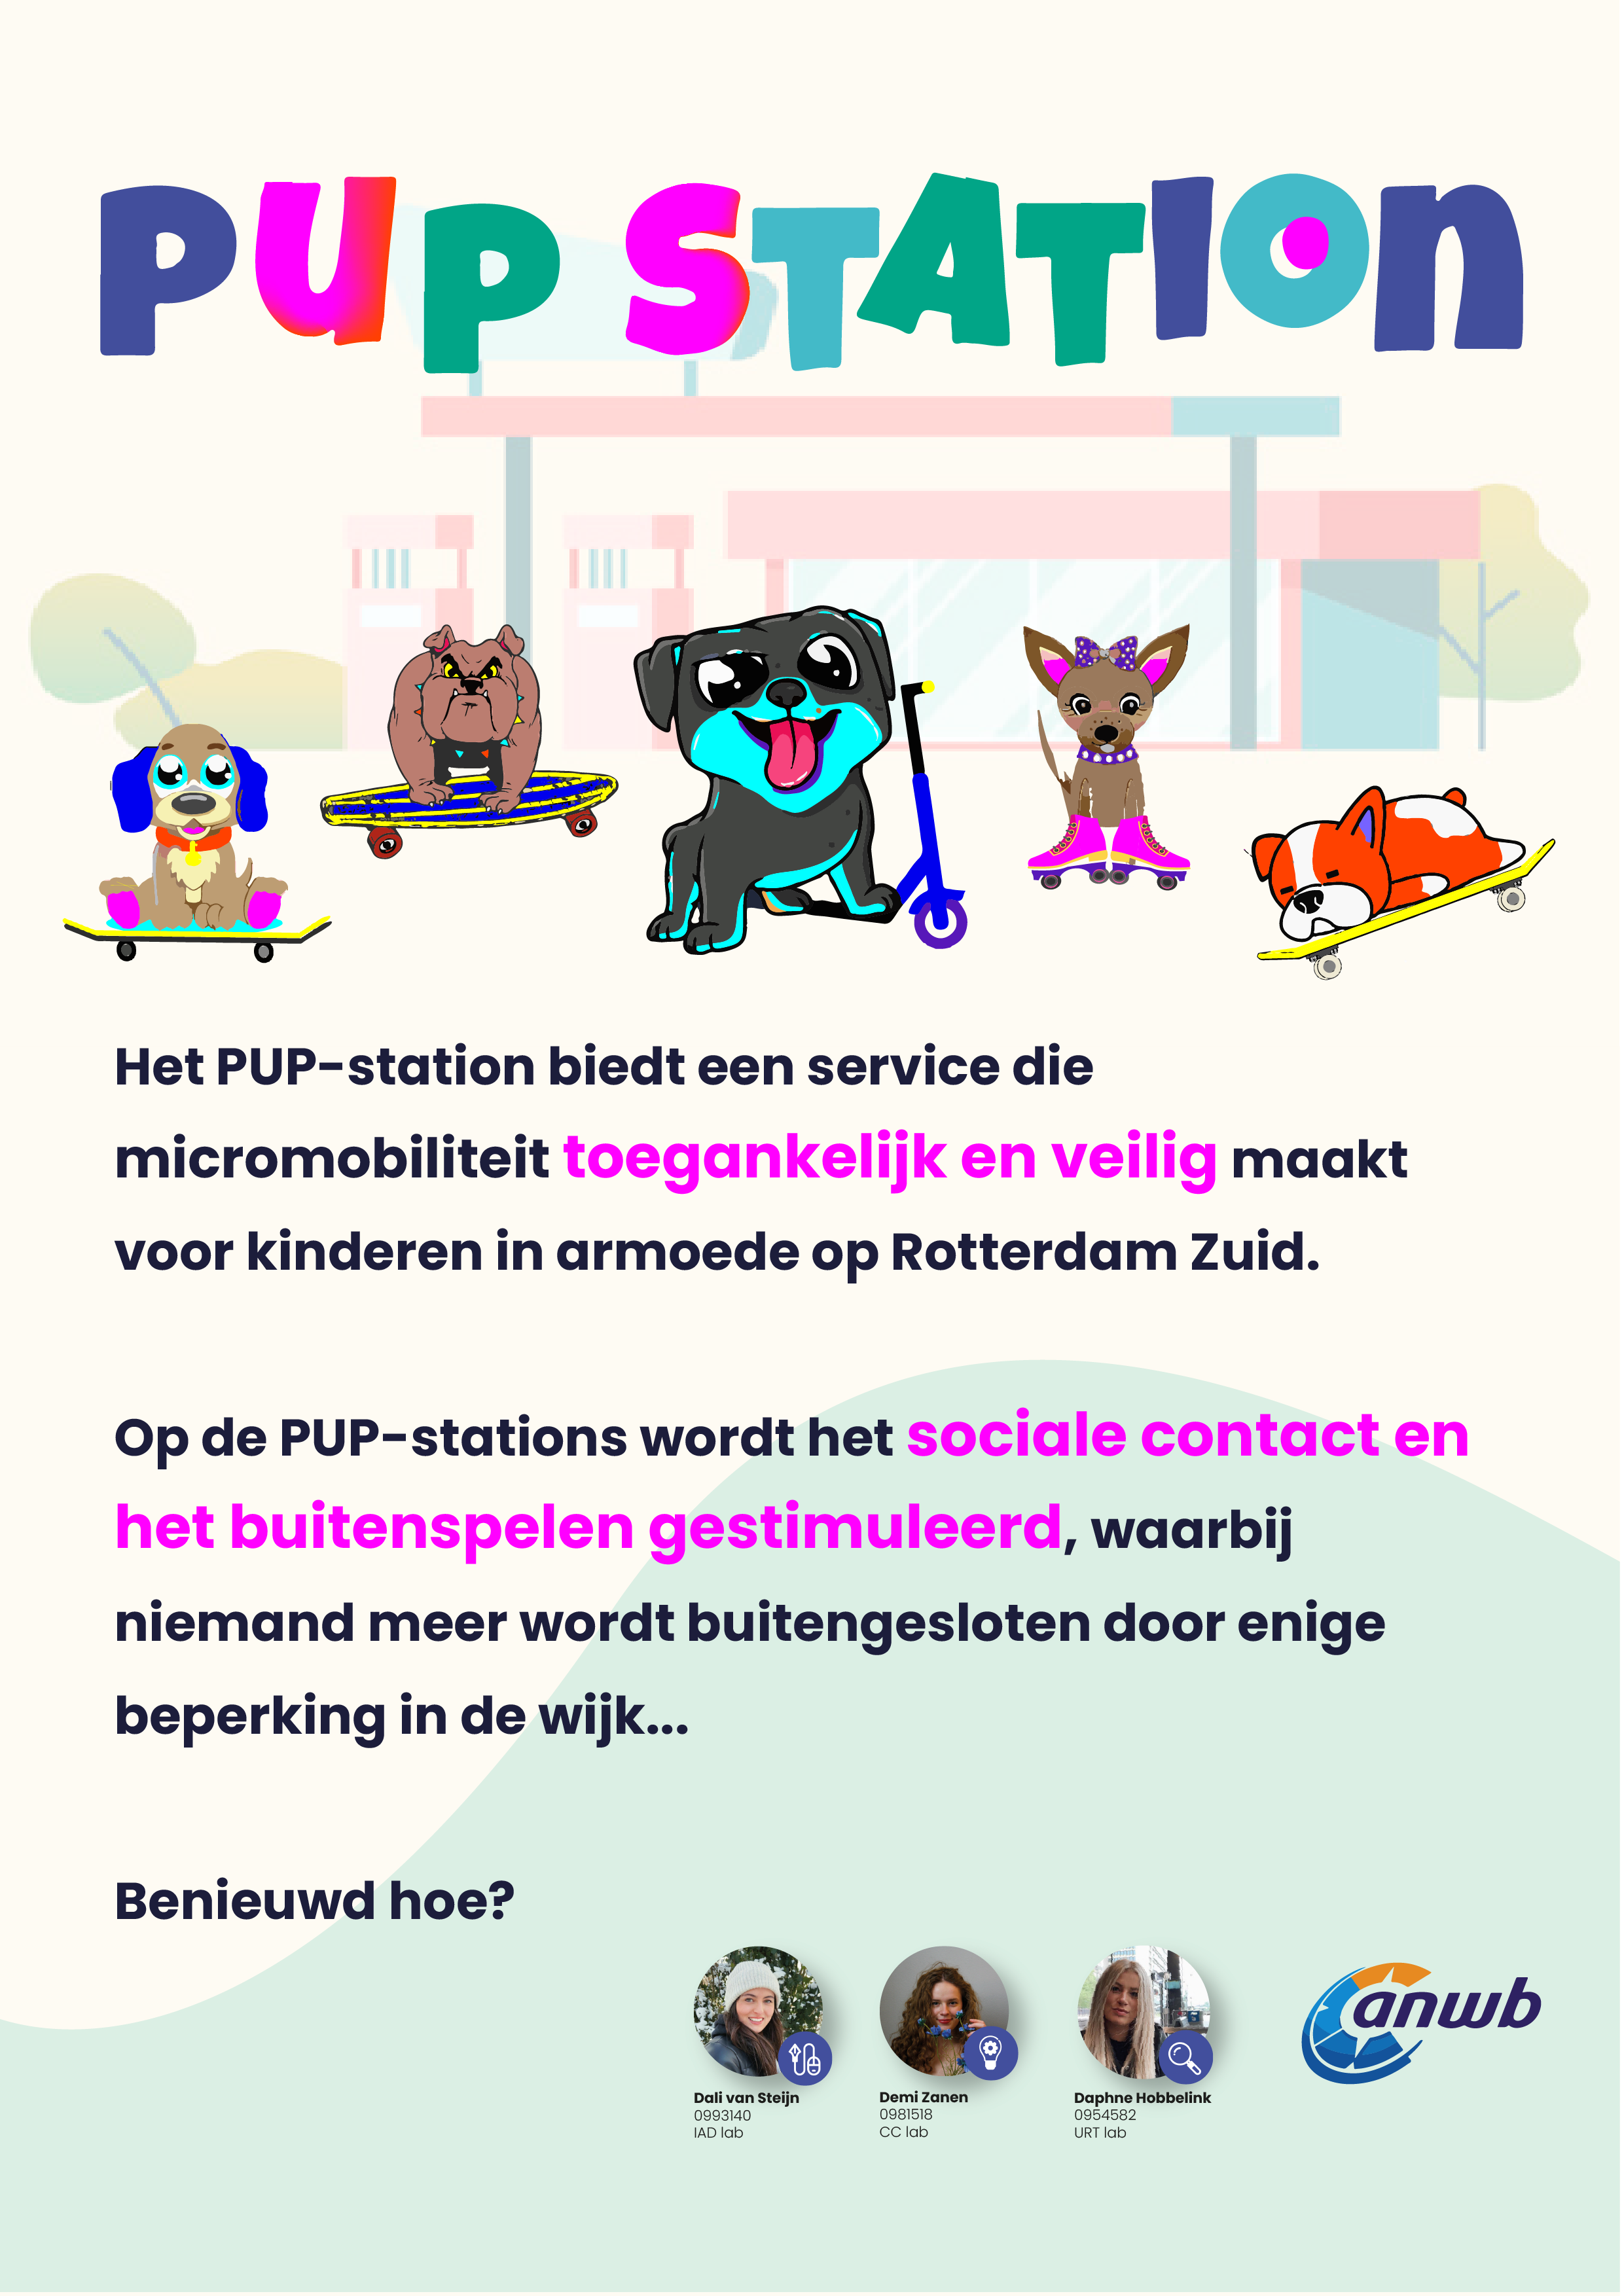 PUP STATION
Het PUP-station biedt een service die
micromobiliteit toegankelijk en veilig maakt
voor kinderen in armoede op Rotterdam Zuid.
Op de PUP-stations wordt het sociale contact en
het buitenspelen gestimuleerd, waarbij
niemand meer wordt buitengesloten door enige
beperking in de wijk...
Benieuwd hoe?
anwb
Dali van Steijn
0993140
IAD lab
Demi Zanen
0981518
CC lab
Daphne Hobbelink
0954582
URT lab